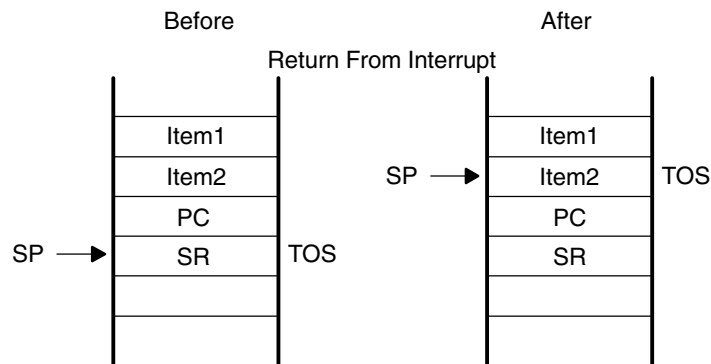 Before After
Return From Interrupt
Item1 Item1
Item2 SP Item2 TOS
PC PC
SP SR TOS SR